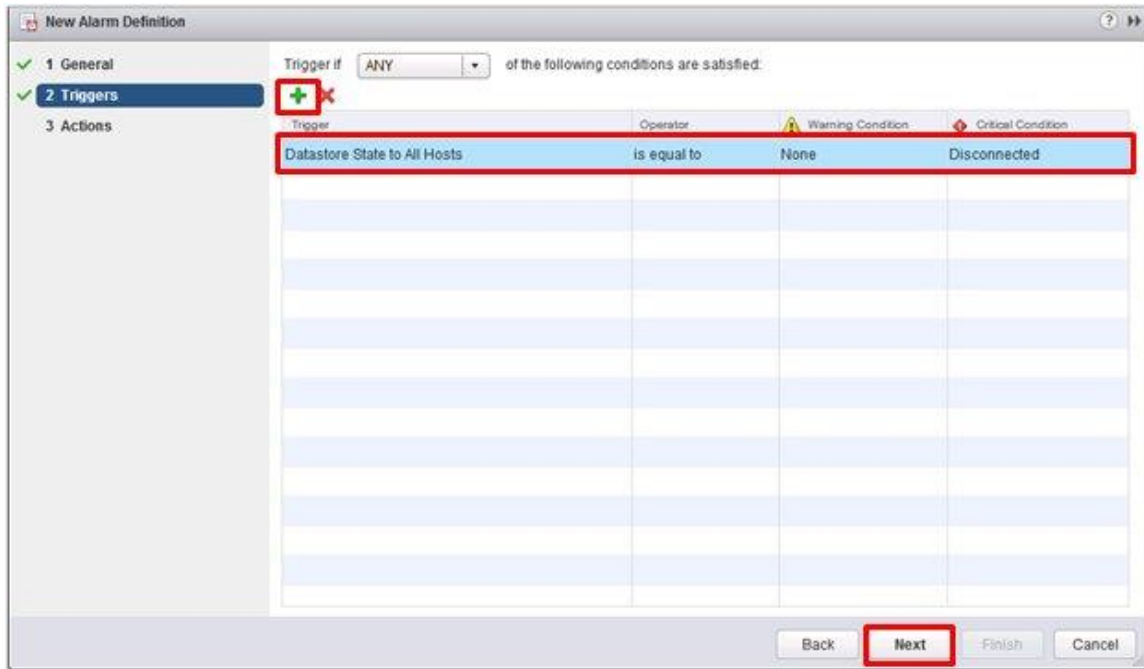 New Alarm Definition
?
1 General
2 Triggers
3 Actions
Trigger if ANY of the following conditions are satisfied:
Trigger Operator Warning Condition Critical Condition
Datastore State to All Hosts is equal to None Disconnected
Back Next Finish Cancel